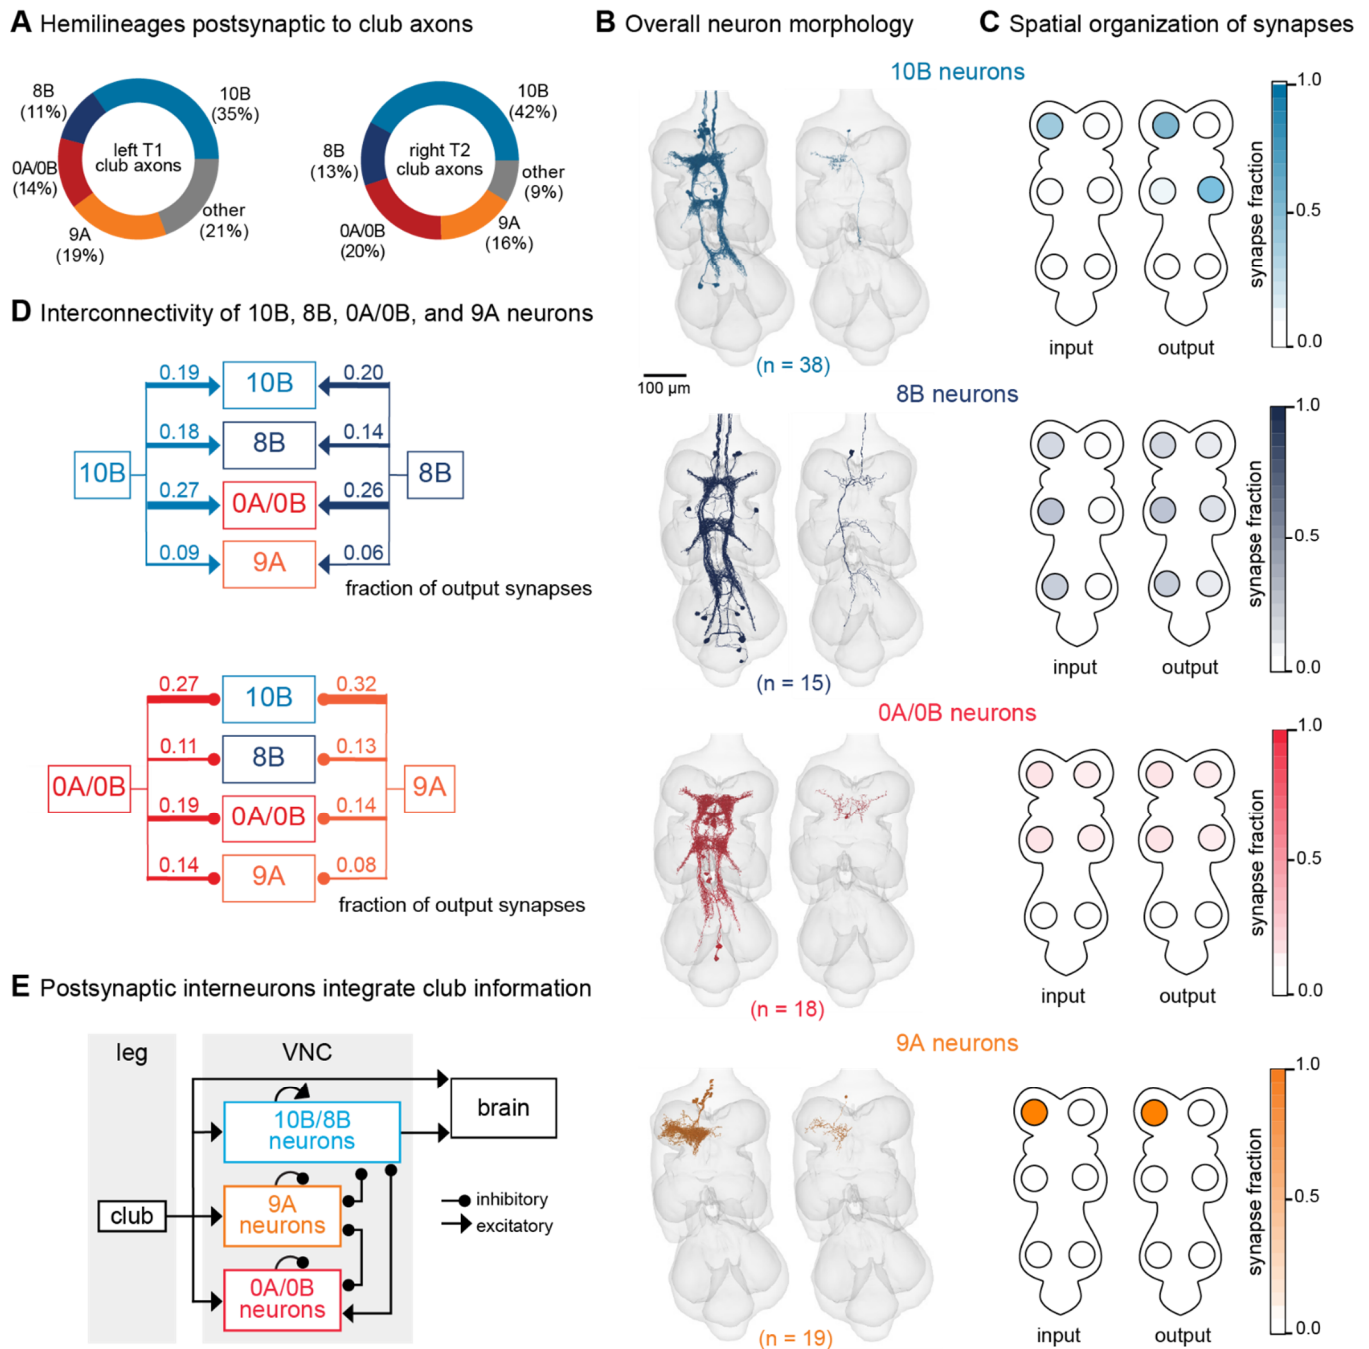 A Hemilineages postsynaptic to club axons
8B
(11%)
10B
(35%)
0A/0B
(14%)
left T1
club axons
9A
(19%)
other
(21%)
10B
(42%)
8B
(13%)
right T2
club axons
other
(9%)
0A/0B
(20%)
9A
(16%)
B Overall neuron morphology
C Spatial organization of synapses
10B neurons
(n = 38)
100 μm
input
output
synapse fraction
1.0
0.5
0.0
8B neurons
(n = 15)
input
output
synapse fraction
1.0
0.5
0.0
0A/0B neurons
(n = 18)
input
output
synapse fraction
1.0
0.5
0.0
9A neurons
(n = 19)
input
output
synapse fraction
1.0
0.5
0.0
D Interconnectivity of 10B, 8B, 0A/0B, and 9A neurons
0.19
10B
0.20
0.18
8B
0.14
10B
8B
0.27
0A/0B
0.26
0.09
9A
0.06
fraction of output synapses
0.27
10B
0.32
0.11
8B
0.13
0A/0B
9A
0.19
0A/0B
0.14
0.14
9A
0.08
fraction of output synapses
E Postsynaptic interneurons integrate club information
leg
VNC
brain
10B/8B
neurons
9A
neurons
club
inhibitory
excitatory
0A/0B
neurons